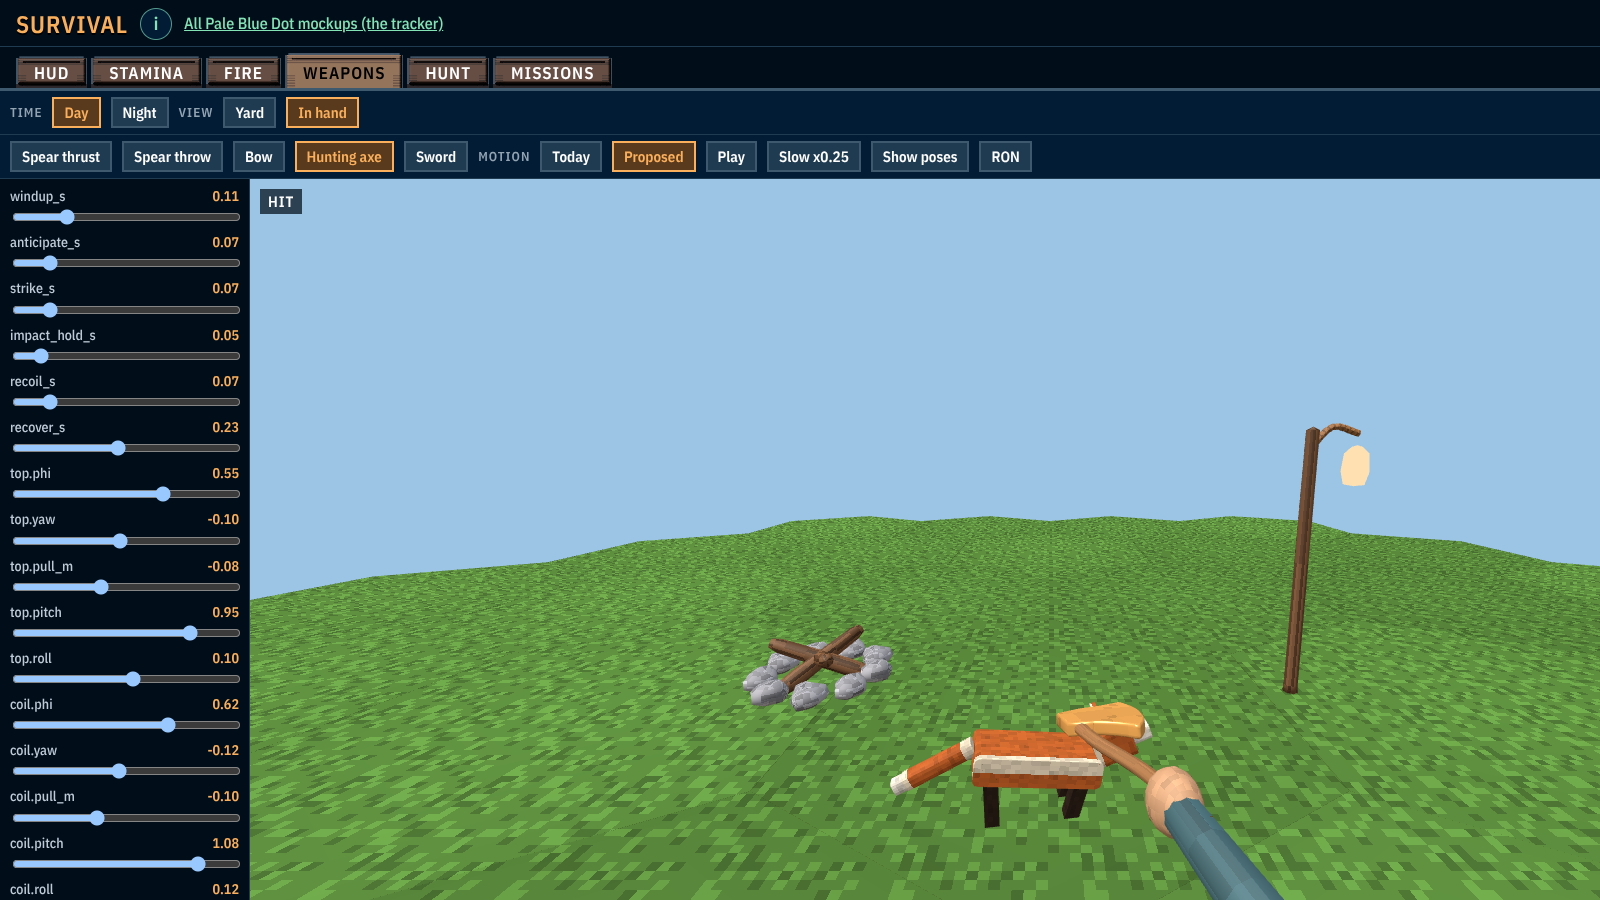 SURVIVAL i All Pale Blue Dot mockups (the tracker)
HUD STAMINA FIRE WEAPONS HUNT MISSIONS
TIME Day Night VIEW Yard In hand
Spear thrust Spear throw Bow Hunting axe Sword MOTION Today Proposed Play Slow x0.25 Show poses RON
HIT
windup_s 0.11
anticipate_s 0.07
strike_s 0.07
impact_hold_s 0.05
recoil_s 0.07
recover_s 0.23
top.phi 0.55
top.yaw -0.10
top.pull_m -0.08
top.pitch 0.95
top.roll 0.10
coil.phi 0.62
coil.yaw -0.12
coil.pull_m -0.10
coil.pitch 1.08
coil.roll 0.12